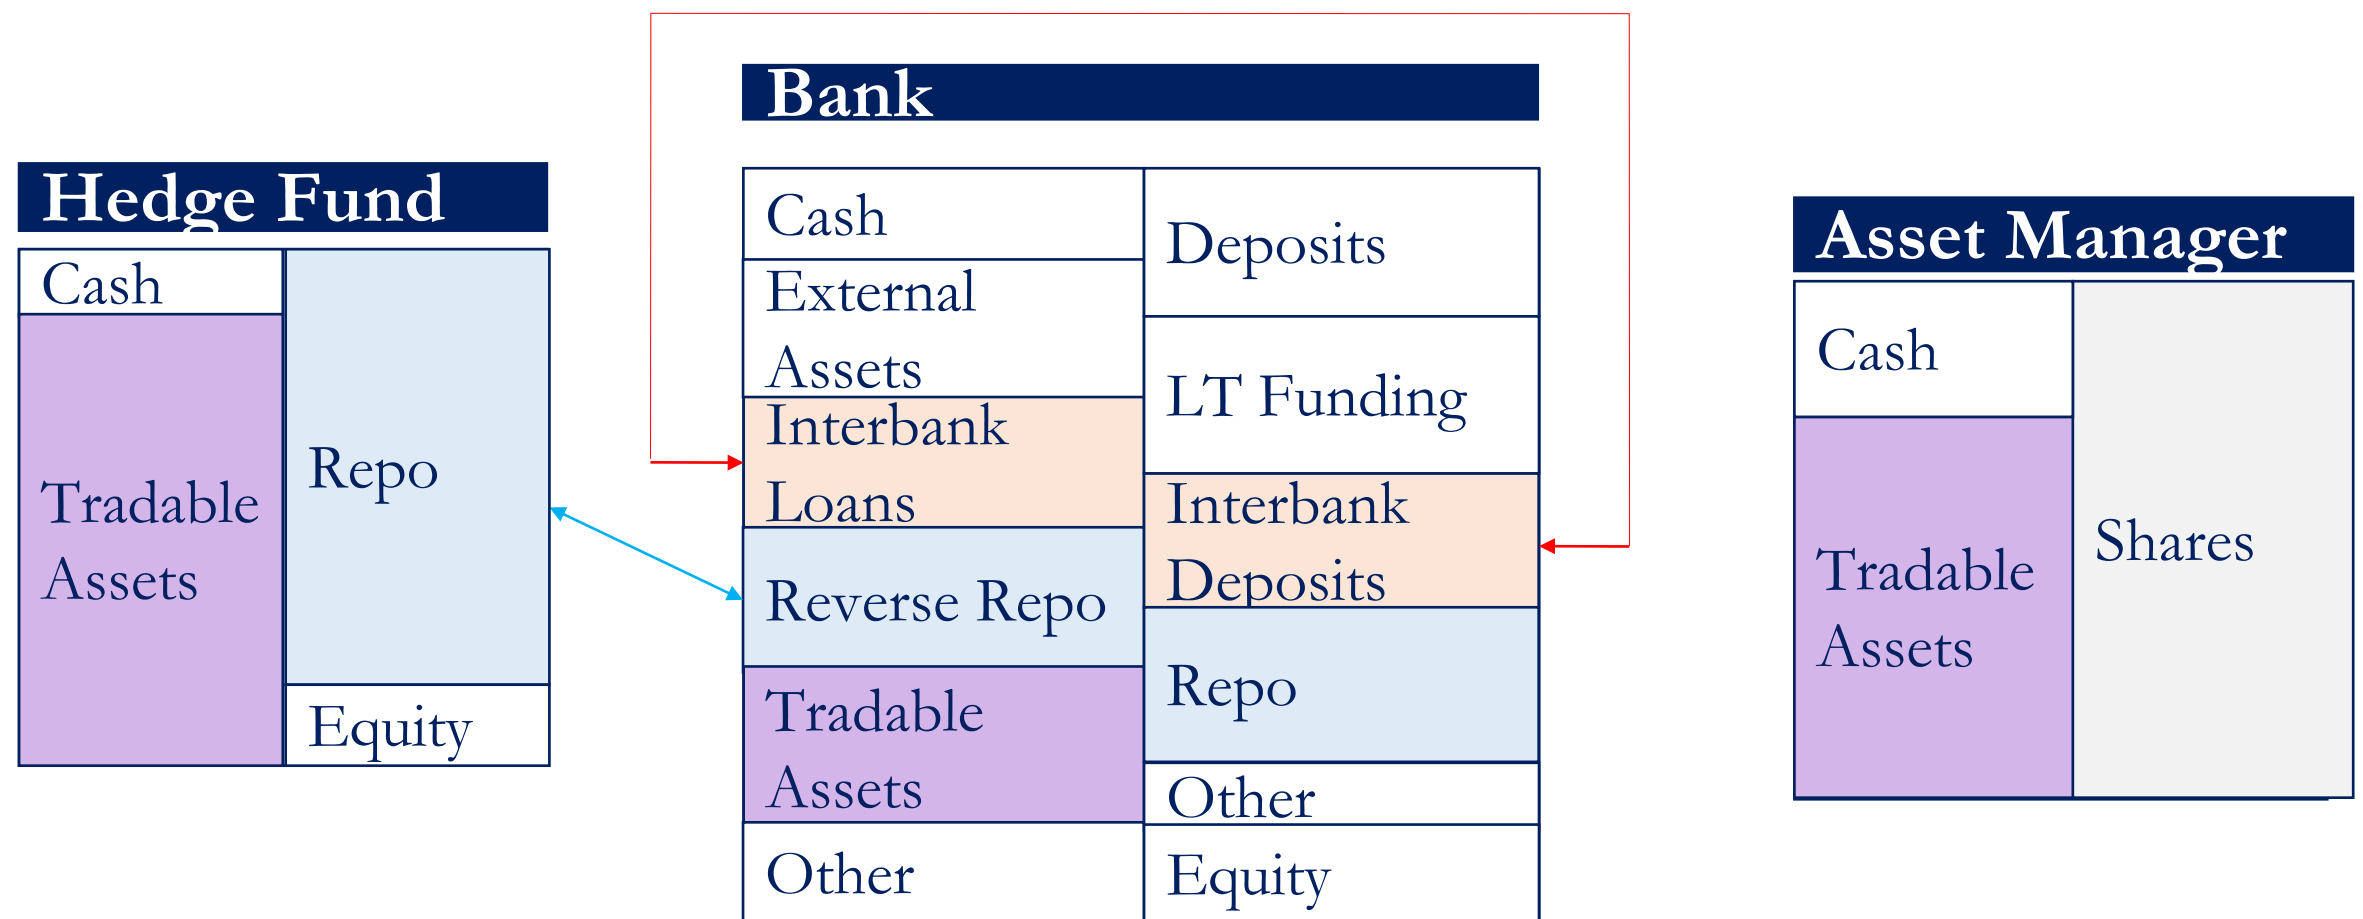 Hedge Fund
Cash
Tradable
Assets
Repo
Equity
Bank
Cash
External
Assets
Interbank
Loans
Reverse Repo
Tradable
Assets
Other
Deposits
LT Funding
Interbank
Deposits
Repo
Other
Equity
Asset Manager
Cash
Tradable
Assets
Shares